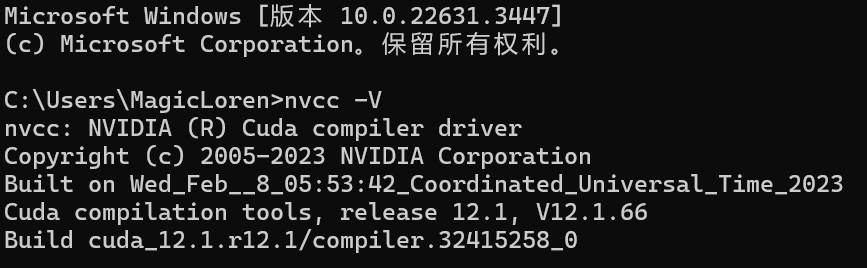 Microsoft Windows [版本 10.0.22631.3447]
(c) Microsoft Corporation。保留所有权利。
C:\Users\MagicLoren>nvcc -V
nvcc: NVIDIA (R) Cuda compiler driver
Copyright (c) 2005-2023 NVIDIA Corporation
Built on Wed_Feb__8_05:53:42_Coordinated_Universal_Time_2023
Cuda compilation tools, release 12.1, V12.1.66
Build cuda_12.1.r12.1/compiler.32415258_0